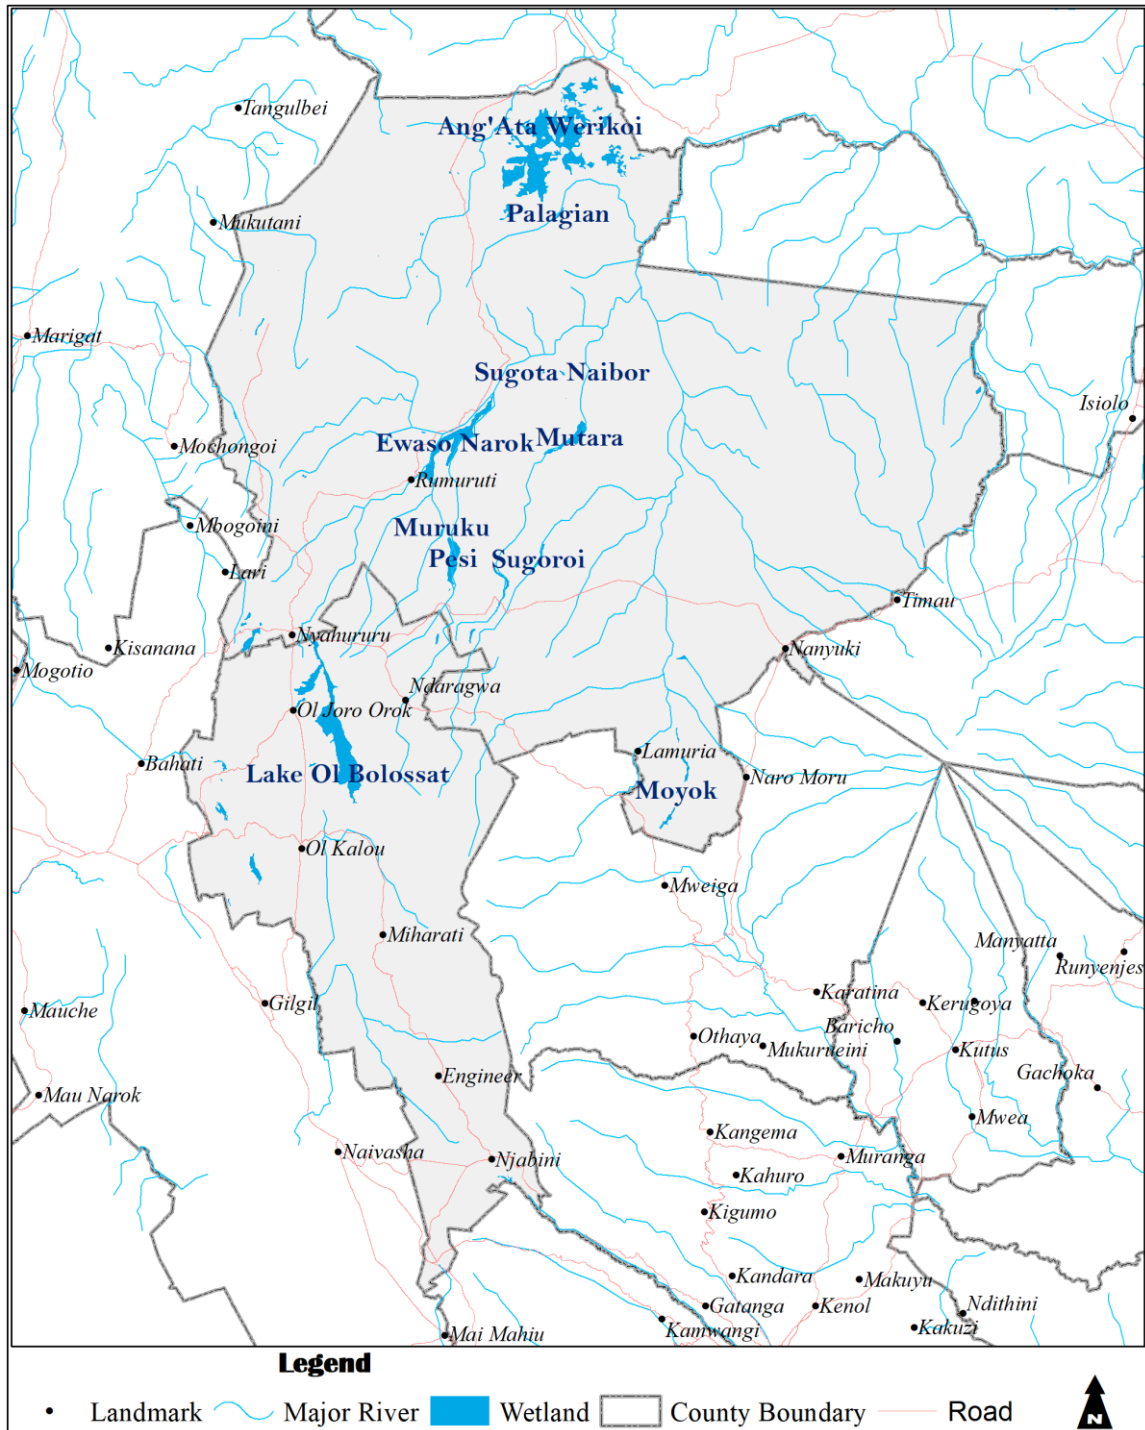 Tangulbei
Ang'Ata Werikoi
Palagian
Mukutani
Marigat
Sugota Naibor
Isiolo
Mochongoi
Ewaso Narok
Mutara
Rumuruti
Mbogoini
Muruku
Pesi
Sugoroi
Lari
Timau
Nyahururu
Kisanana
Nanyuki
Mogotio
Ndaragwa
Ol Joro Orok
Lamuria
Bahati
Lake Ol Bolossat
Naro Moru
Moyok
Ol Kalou
Mweiga
Miharati
Manyatta
Runyenjes
Karatina
Kerugoya
Mauche
Gilgil
Othaya
Baricho
Mukurueini
Kutus
Engineer
Gachoka
Mau Narok
Mwea
Kangema
Naivasha
Njabini
Muranga
Kahuro
Kigumo
Kandara
Makuyu
Gatanga
Kenol
Ndithini
Kamwangi
Kakuzi
Mai Mahiu
Legend
Landmark
Major River
Wetland
County Boundary
Road
N